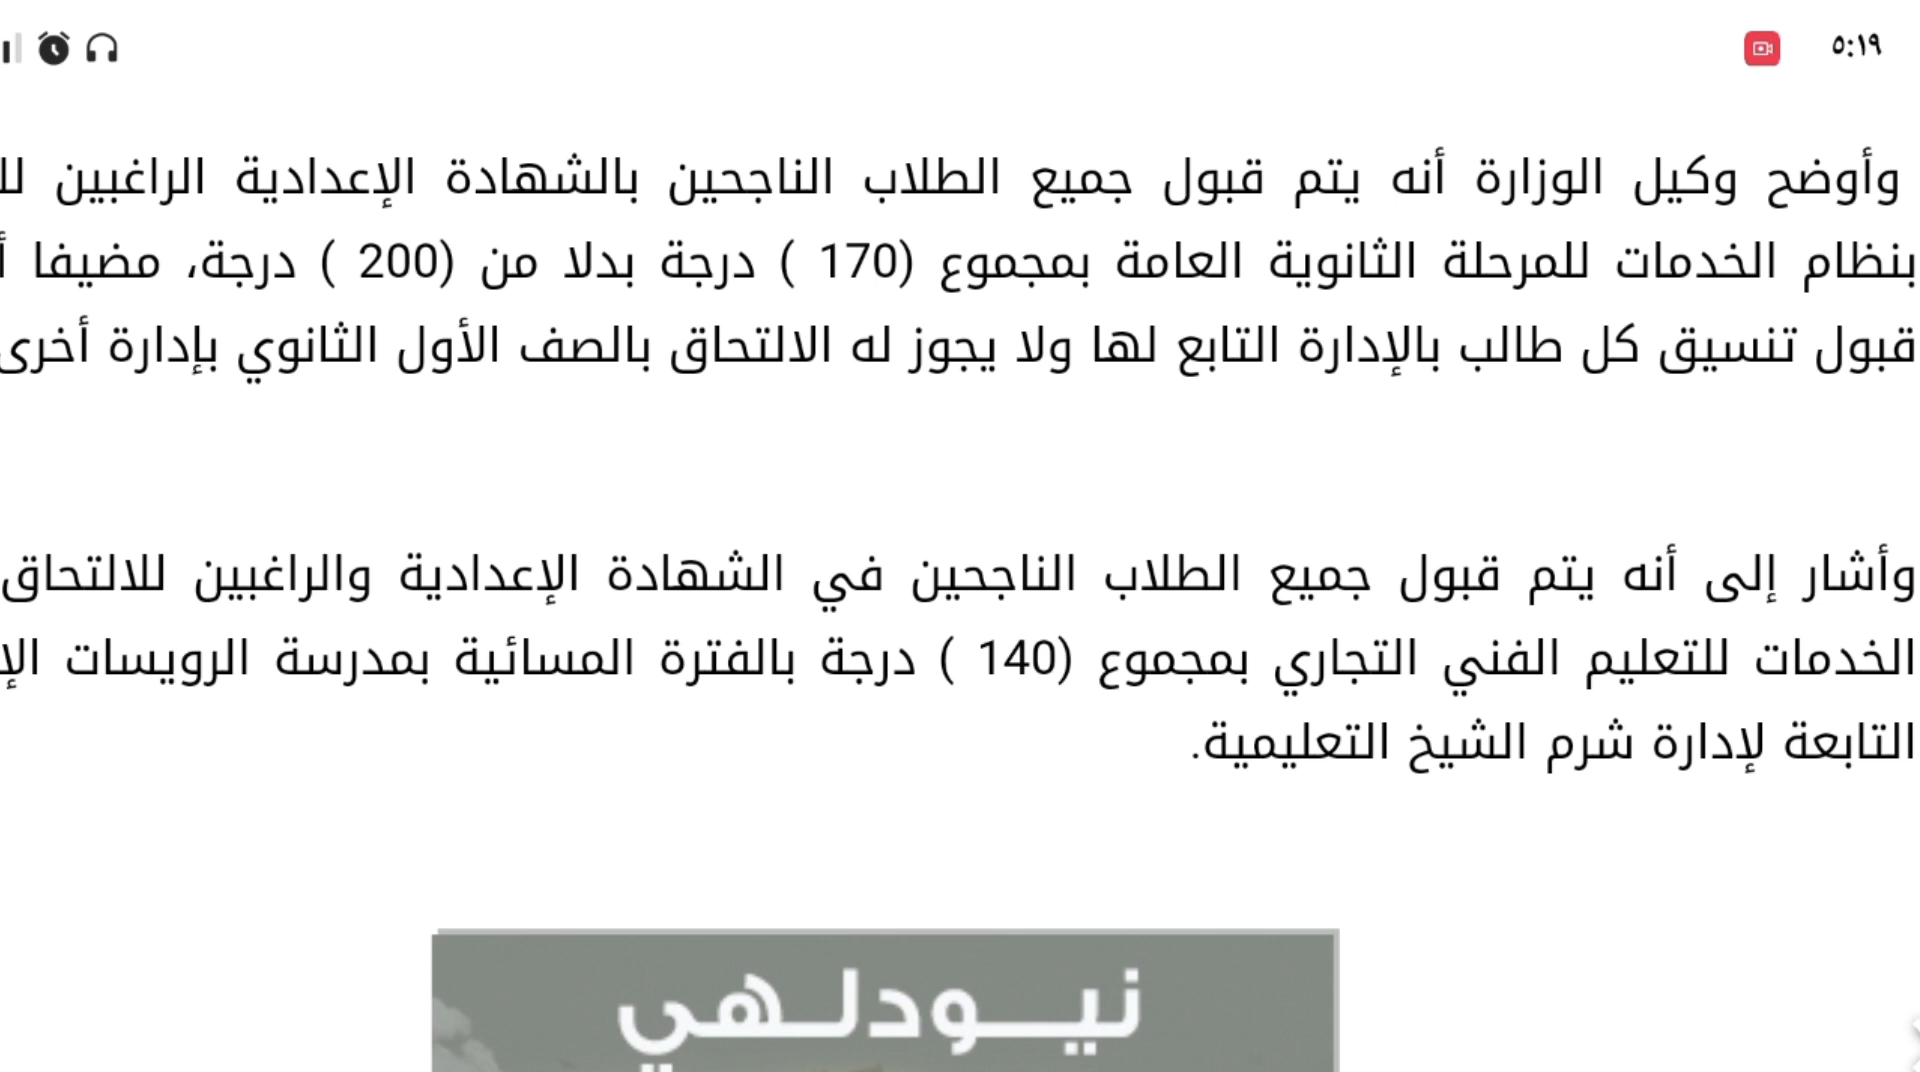 ٥:١٩
وأوضح وكيل الوزارة أنه يتم قبول جميع الطلاب الناجحين بالشهادة الإعدادية الراغبين
بنظام الخدمات للمرحلة الثانوية العامة بمجموع (170 ) درجة بدلا من (200 ) درجة، مضيفا
قبول تنسيق كل طالب بالإدارة التابع لها ولا يجوز له الالتحاق بالصف الأول الثانوي بإدارة أخرى
وأشار إلى أنه يتم قبول جميع الطلاب الناجحين في الشهادة الإعدادية والراغبين للالتحاق
الخدمات للتعليم الفني التجاري بمجموع (140 ) درجة بالفترة المسائية بمدرسة الرويسات
التابعة لإدارة شرم الشيخ التعليمية.
نيـودلـهي